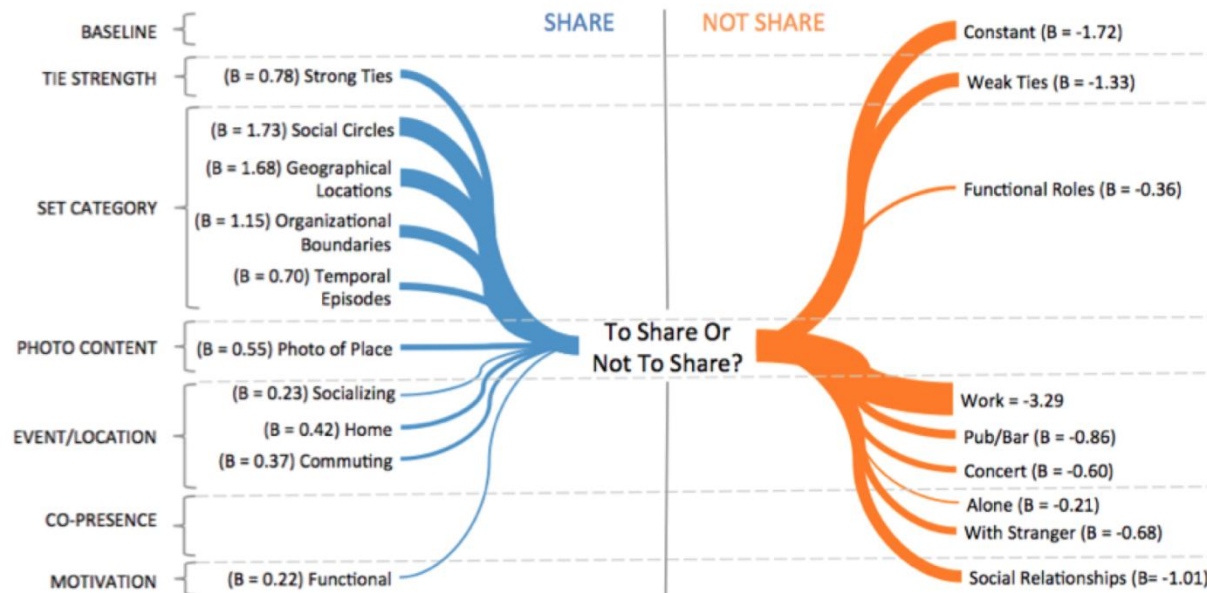 SHARE
NOT SHARE
BASELINE
Constant (B = -1.72)
TIE STRENGTH
(B = 0.78) Strong Ties
Weak Ties (B = -1.33)
SET CATEGORY
(B = 1.73) Social Circles
(B = 1.68) Geographical
Locations
(B = 1.15) Organizational
Boundaries
(B = 0.70) Temporal
Episodes
Functional Roles (B = -0.36)
PHOTO CONTENT
(B = 0.55) Photo of Place
To Share Or
Not To Share?
EVENT/LOCATION
(B = 0.23) Socializing
(B = 0.42) Home
(B = 0.37) Commuting
Work = -3.29
Pub/Bar (B = -0.86)
Concert (B = -0.60)
CO-PRESENCE
Alone (B = -0.21)
With Stranger (B = -0.68)
MOTIVATION
(B = 0.22) Functional
Social Relationships (B= -1.01)